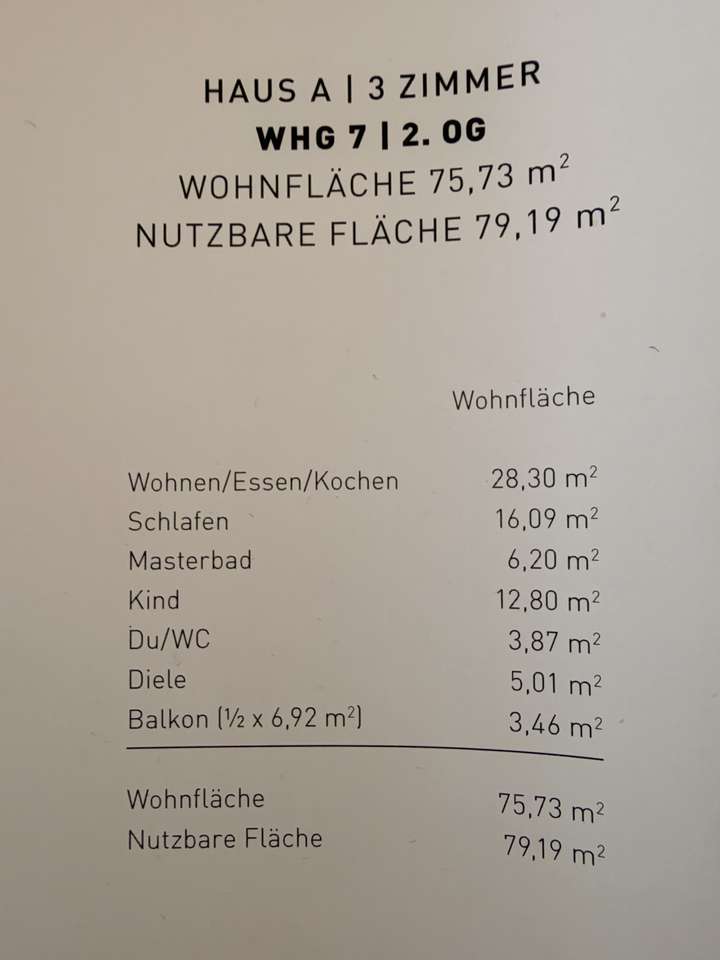 HAUS A | 3 ZIMMER
WHG 7 | 2. OG
WOHNFLÄCHE 75,73 m²
NUTZBARE FLÄCHE 79,19 m²
Wohnfläche
Wohnen/Essen/Kochen 28,30 m²
Schlafen 16,09 m²
Masterbad 6,20 m²
Kind 12,80 m²
Du/WC 3,87 m²
Diele 5,01 m²
Balkon (½ x 6,92 m²) 3,46 m²
Wohnfläche 75,73 m²
Nutzbare Fläche 79,19 m²